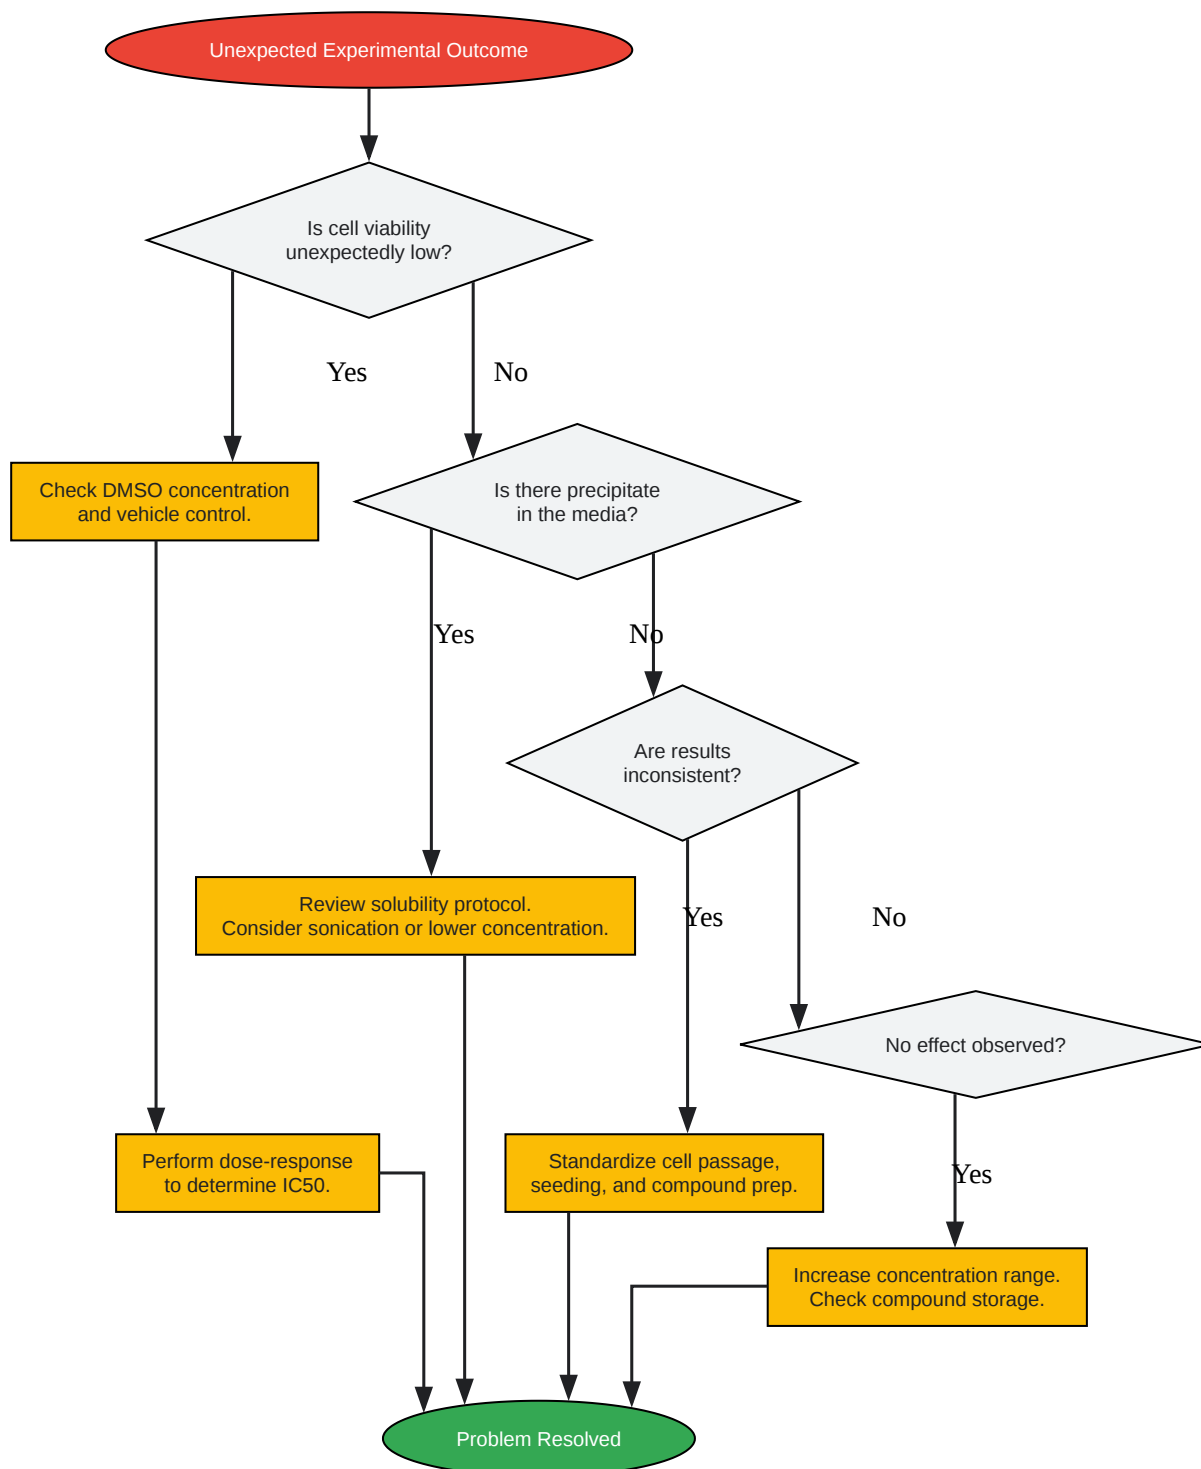 Unexpected Experimental Outcome
Is cell viability
unexpectedly low?
Yes
No
Check DMSO concentration
and vehicle control.
Is there precipitate
in the media?
Yes
No
Are results
inconsistent?
Review solubility protocol.
Consider sonication or lower concentration.
Yes
No
No effect observed?
Perform dose-response
to determine IC50.
Standardize cell passage,
seeding, and compound prep.
Yes
Increase concentration range.
Check compound storage.
Problem Resolved